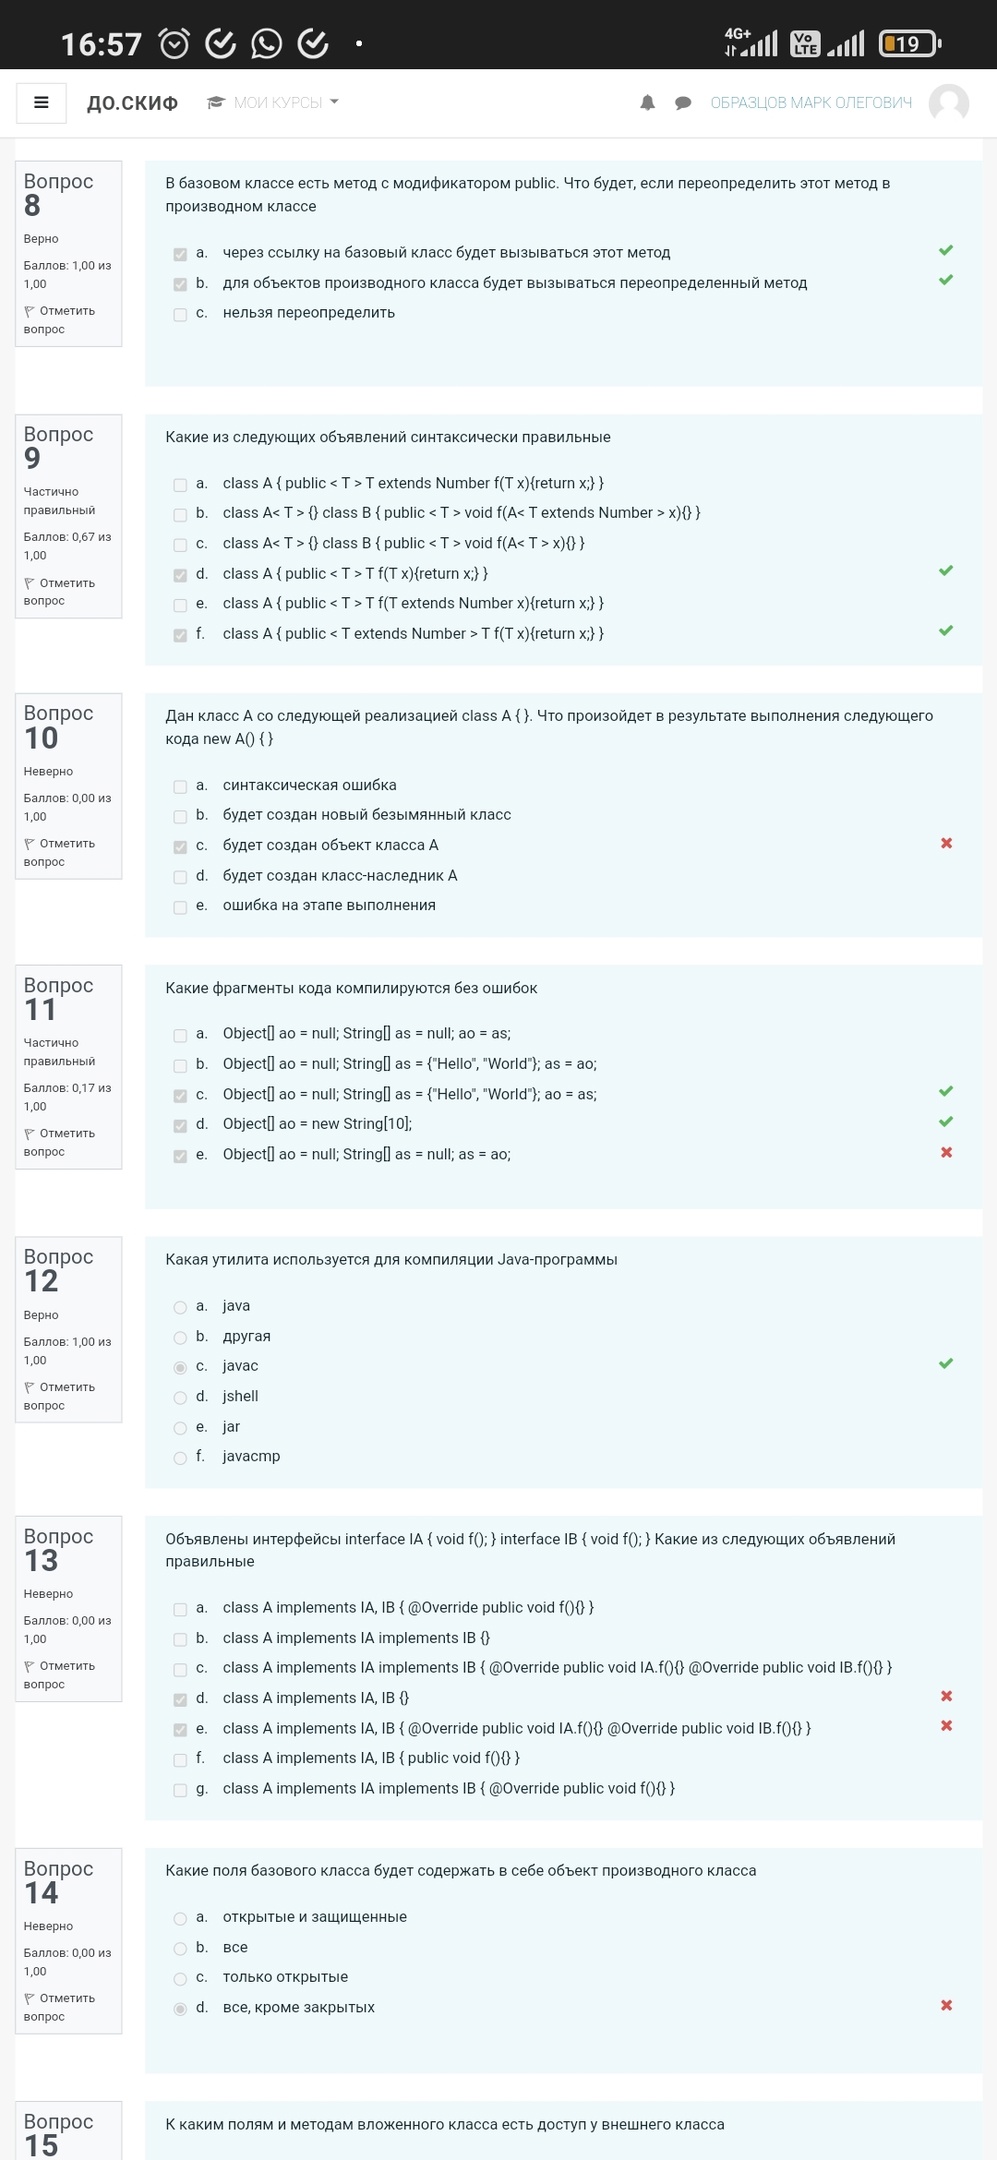 16:57
4G+
Vo
LTE
19
ДО.СКИФ
МОИ КУРСЫ
ОБРАЗЦОВ МАРК ОЛЕГОВИЧ
Вопрос
8
Верно
Баллов: 1,00 из
1,00
Отметить
вопрос
В базовом классе есть метод с модификатором public. Что будет, если переопределить этот метод в
производном классе
a. через ссылку на базовый класс будет вызываться этот метод
b. для объектов производного класса будет вызываться переопределенный метод
c. нельзя переопределить
Вопрос
9
Частично
правильный
Баллов: 0,67 из
1,00
Отметить
вопрос
Какие из следующих объявлений синтаксически правильные
a. class A { public < T > T extends Number f(T x){return x;} }
b. class A< T > {} class B { public < T > void f(A< T extends Number > x){} }
c. class A< T > {} class B { public < T > void f(A< T > x){} }
d. class A { public < T > T f(T x){return x;} }
e. class A { public < T > T f(T extends Number x){return x;} }
f. class A { public < T extends Number > T f(T x){return x;} }
Вопрос
10
Неверно
Баллов: 0,00 из
1,00
Отметить
вопрос
Дан класс A со следующей реализацией class A { }. Что произойдет в результате выполнения следующего
кода new A() { }
a. синтаксическая ошибка
b. будет создан новый безымянный класс
c. будет создан объект класса A
d. будет создан класс-наследник A
e. ошибка на этапе выполнения
Вопрос
11
Частично
правильный
Баллов: 0,17 из
1,00
Отметить
вопрос
Какие фрагменты кода компилируются без ошибок
a. Object[] ao = null; String[] as = null; ao = as;
b. Object[] ao = null; String[] as = {"Hello", "World"}; as = ao;
c. Object[] ao = null; String[] as = {"Hello", "World"}; ao = as;
d. Object[] ao = new String[10];
e. Object[] ao = null; String[] as = null; as = ao;
Вопрос
12
Верно
Баллов: 1,00 из
1,00
Отметить
вопрос
Какая утилита используется для компиляции Java-программы
a. java
b. другая
c. javac
d. jshell
e. jar
f. javacmp
Вопрос
13
Неверно
Баллов: 0,00 из
1,00
Отметить
вопрос
Объявлены интерфейсы interface IA { void f(); } interface IB { void f(); } Какие из следующих объявлений
правильные
a. class A implements IA, IB { @Override public void f(){} }
b. class A implements IA implements IB {}
c. class A implements IA implements IB { @Override public void IA.f(){} @Override public void IB.f(){} }
d. class A implements IA, IB {}
e. class A implements IA, IB { @Override public void IA.f(){} @Override public void IB.f(){} }
f. class A implements IA, IB { public void f(){} }
g. class A implements IA implements IB { @Override public void f(){} }
Вопрос
14
Неверно
Баллов: 0,00 из
1,00
Отметить
вопрос
Какие поля базового класса будет содержать в себе объект производного класса
a. открытые и защищенные
b. все
c. только открытые
d. все, кроме закрытых
Вопрос
15
К каким полям и методам вложенного класса есть доступ у внешнего класса